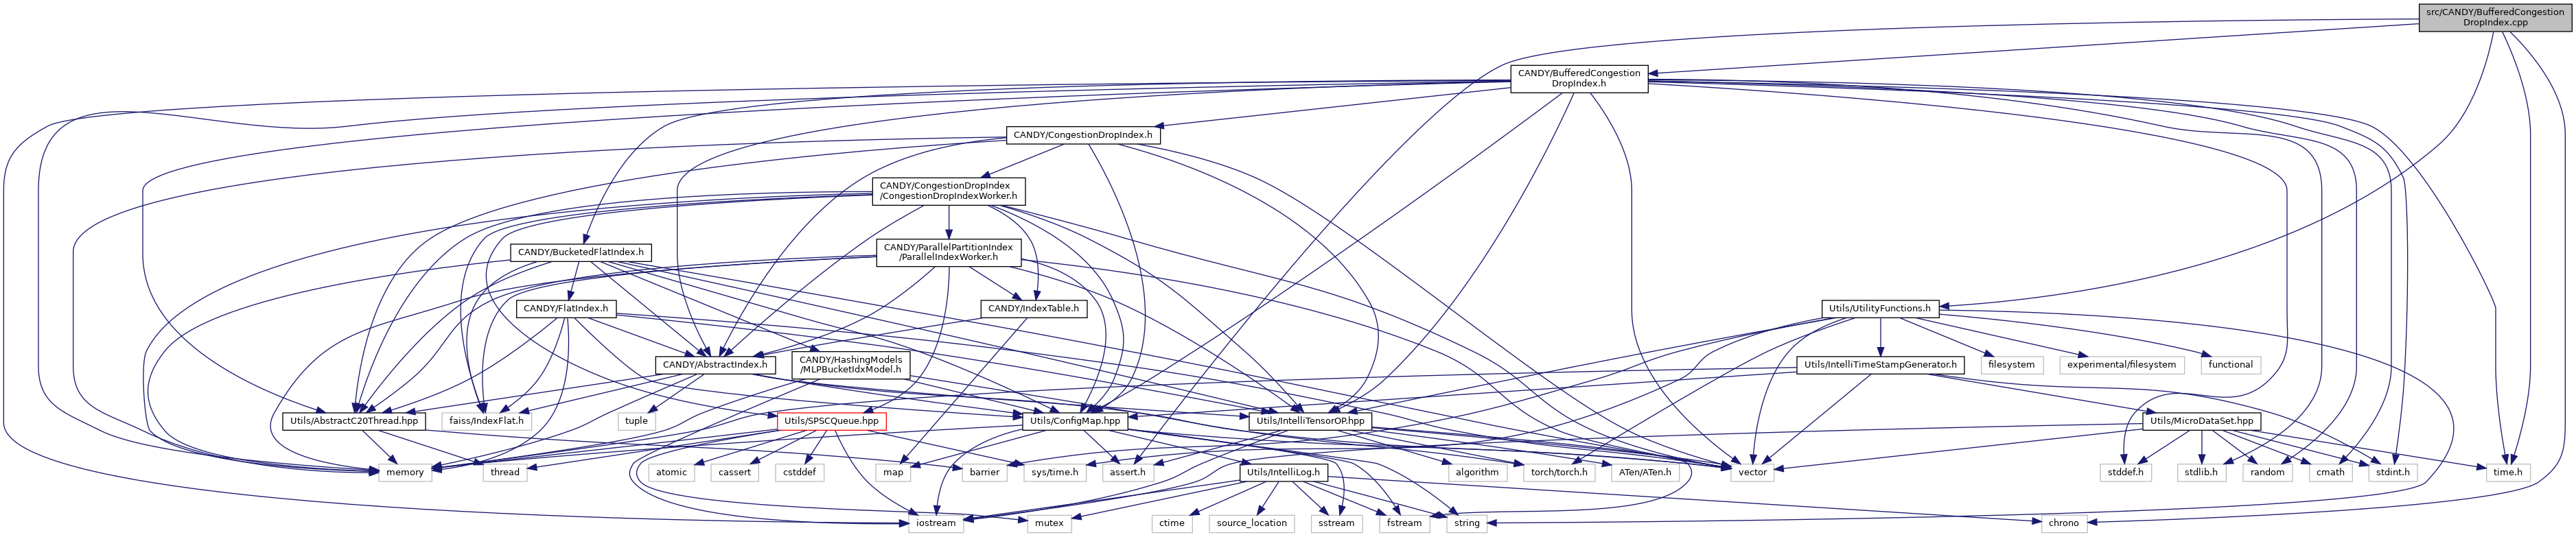 src/CANDY/BufferedCongestion
DropIndex.cpp
CANDY/BufferedCongestion
DropIndex.h
CANDY/CongestionDropIndex.h
CANDY/CongestionDropIndex
/CongestionDropIndexWorker.h
CANDY/BucketedFlatIndex.h
CANDY/ParallelPartitionIndex
/ParallelIndexWorker.h
CANDY/FlatIndex.h
CANDY/IndexTable.h
Utils/UtilityFunctions.h
CANDY/AbstractIndex.h
CANDY/HashingModels
/MLPBucketIdxModel.h
Utils/IntelliTimeStampGenerator.h
filesystem
experimental/filesystem
functional
Utils/AbstractC20Thread.hpp
faiss/IndexFlat.h
tuple
Utils/SPSCQueue.hpp
Utils/ConfigMap.hpp
Utils/IntelliTensorOP.hpp
Utils/MicroDataSet.hpp
memory
thread
atomic
cassert
cstddef
map
barrier
sys/time.h
assert.h
Utils/IntelliLog.h
algorithm
torch/torch.h
ATen/ATen.h
vector
stddef.h
stdlib.h
random
cmath
stdint.h
time.h
iostream
mutex
ctime
source_location
sstream
fstream
string
chrono